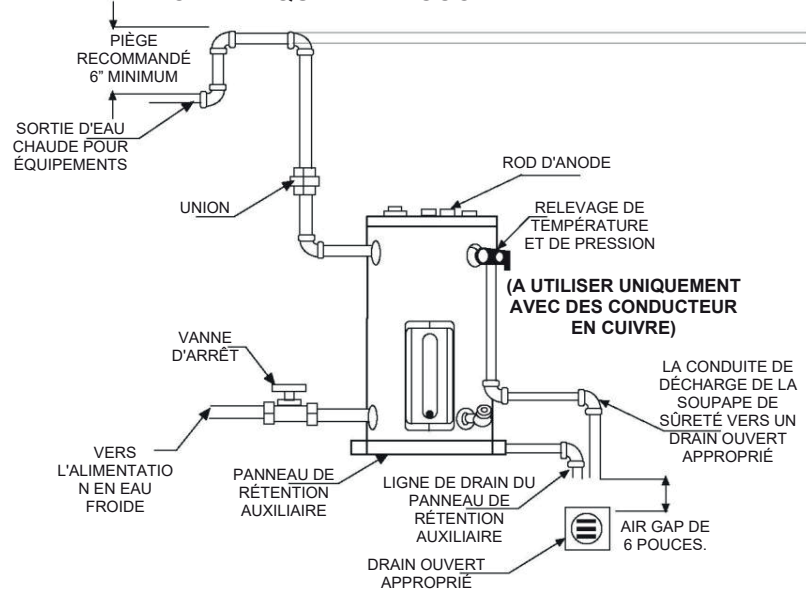 PIÈGE
RECOMMANDÉ
6” MINIMUM
SORTIE D'EAU
CHAUDE POUR
ÉQUIPEMENTS
UNION
ROD D'ANODE
RELEVAGE DE
TEMPÉRATURE
ET DE PRESSION
(A UTILISER UNIQUEMENT
AVEC DES CONDUCTEUR
EN CUIVRE)
VANNE
D'ARRÊT
LA CONDUITE DE
DÉCHARGE DE LA
SOUPAPE DE
SÛRETÉ VERS UN
DRAIN OUVERT
APPROPRIÉ
VERS
L'ALIMENTATIO
N EN EAU
FROIDE
PANNEAU DE
RÉTENTION
AUXILIAIRE
LIGNE DE DRAIN DU
PANNEAU DE
RÉTENTION
AUXILIAIRE
AIR GAP DE
6 POUCES.
DRAIN OUVERT
APPROPRIÉ